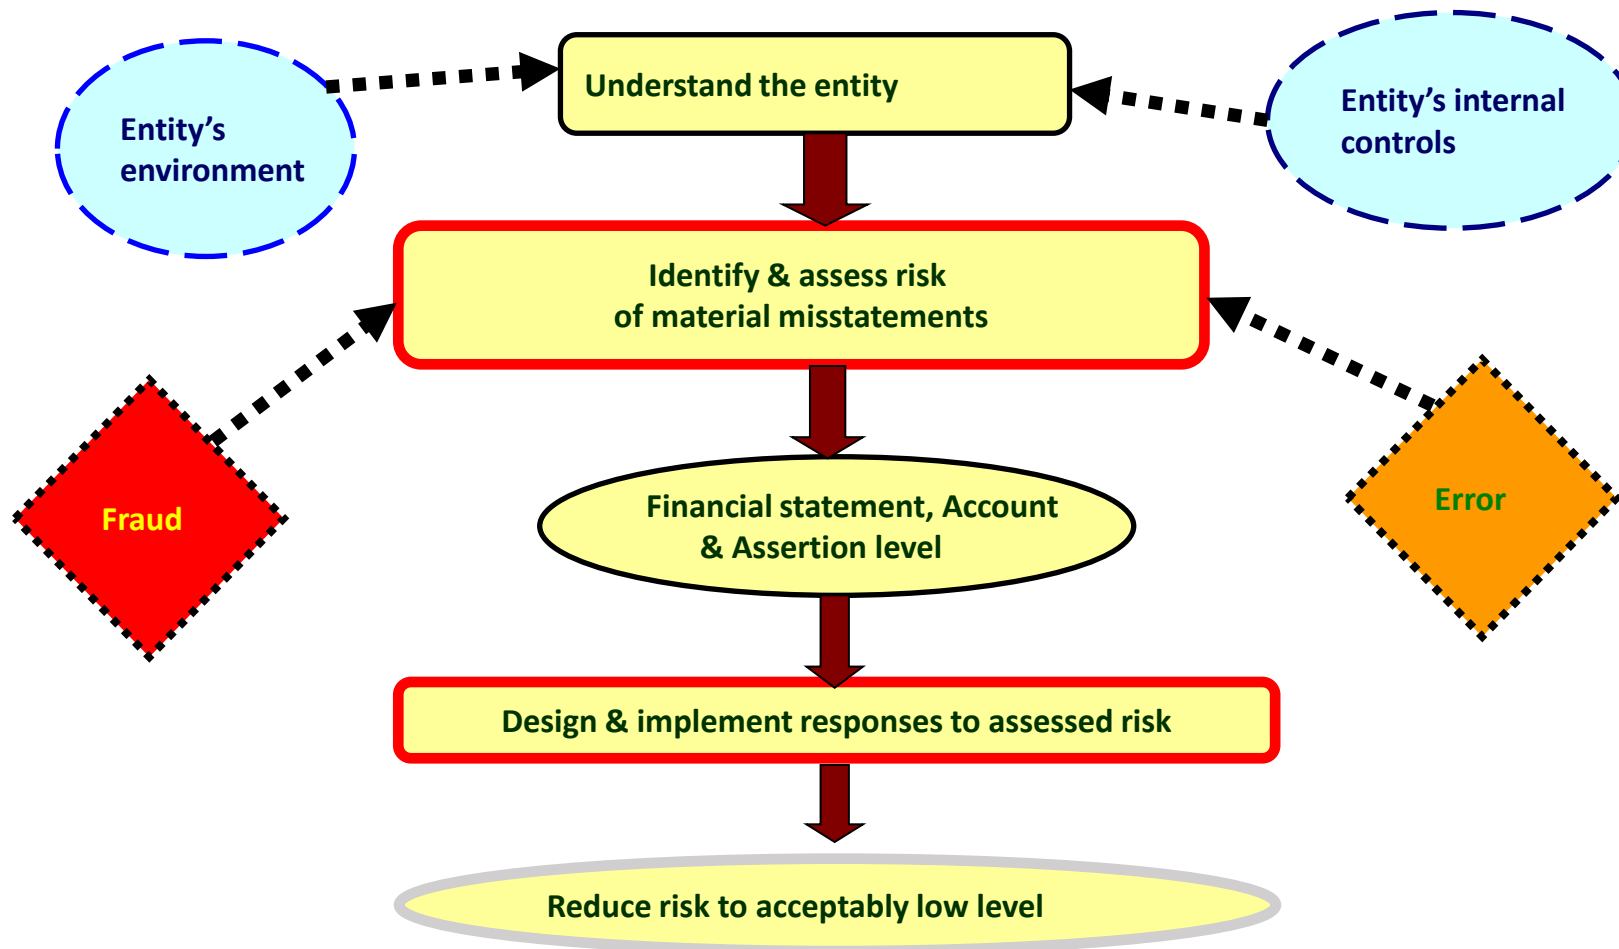 Understand the entity
Entity’s
environment
Entity’s internal
controls
Identify & assess risk
of material misstatements
Fraud
Financial statement, Account
& Assertion level
Error
Design & implement responses to assessed risk
Reduce risk to acceptably low level